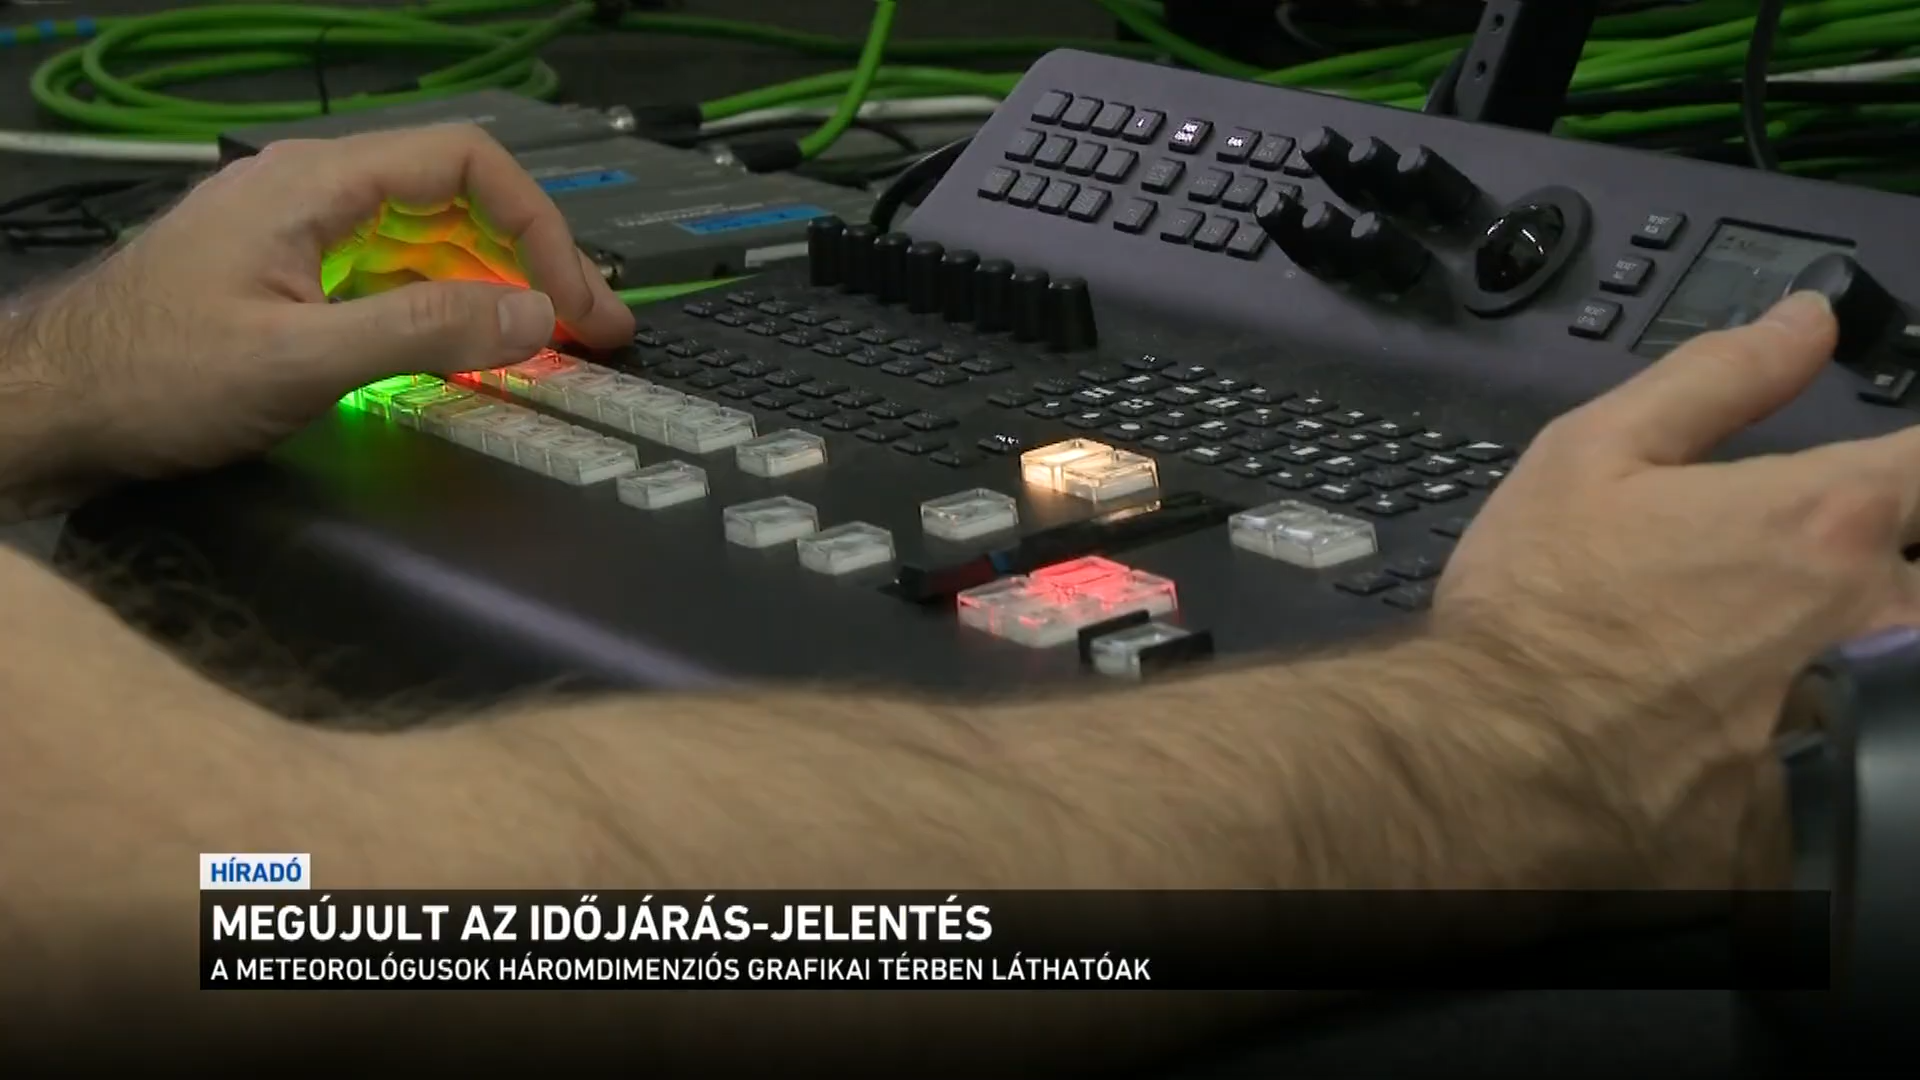 HÍRADÓ
MEGÚJULT AZ IDŐJÁRÁS-JELENTÉS
A METEOROLÓGUSOK HÁROMDIMENZIÓS GRAFIKAI TÉRBEN LÁTHATÓAK